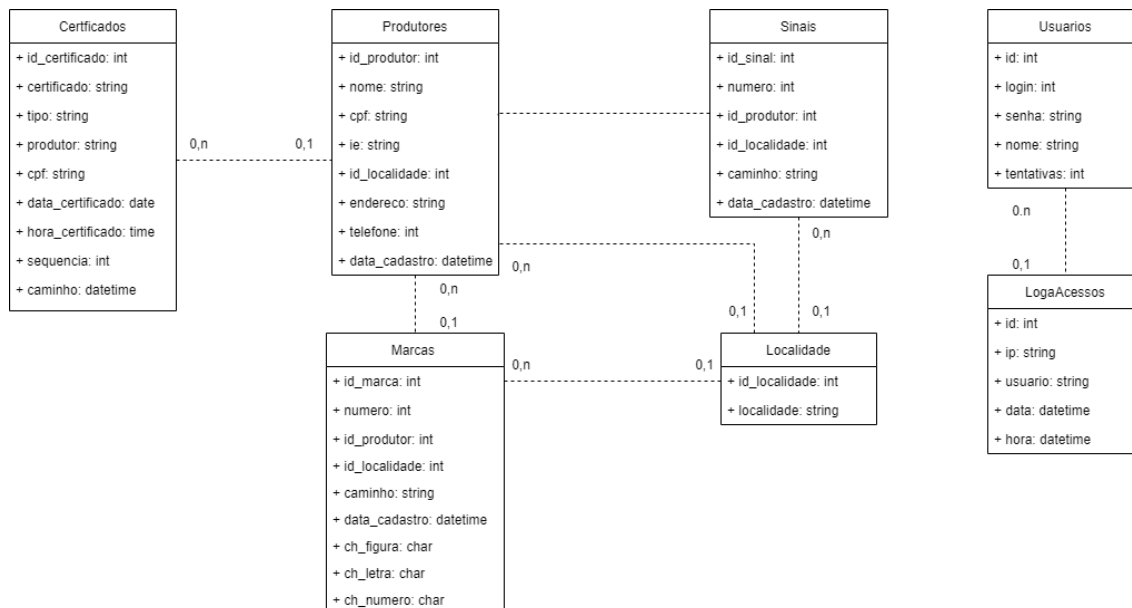 Certficados
+ id_certificado: int
+ certificado: string
+ tipo: string
+ produtor: string
+ cpf: string
+ data_certificado: date
+ hora_certificado: time
+ sequencia: int
+ caminho: datetime
0,n
0,1
Produtores
+ id_produtor: int
+ nome: string
+ cpf: string
+ ie: string
+ id_localidade: int
+ endereco: string
+ telefone: int
+ data_cadastro: datetime
0,n
0,1
0,n
0,1
Sinais
+ id_sinal: int
+ numero: int
+ id_produtor: int
+ id_localidade: int
+ caminho: string
+ data_cadastro: datetime
0,n
0,1
Usuarios
+ id: int
+ login: int
+ senha: string
+ nome: string
+ tentativas: int
0.n
0,1
LogaAcessos
+ id: int
+ ip: string
+ usuario: string
+ data: datetime
+ hora: datetime
Marcas
+ id_marca: int
+ numero: int
+ id_produtor: int
+ id_localidade: int
+ caminho: string
+ data_cadastro: datetime
+ ch_figura: char
+ ch_letra: char
+ ch_numero: char
0,n
0,1
Localidade
+ id_localidade: int
+ localidade: string